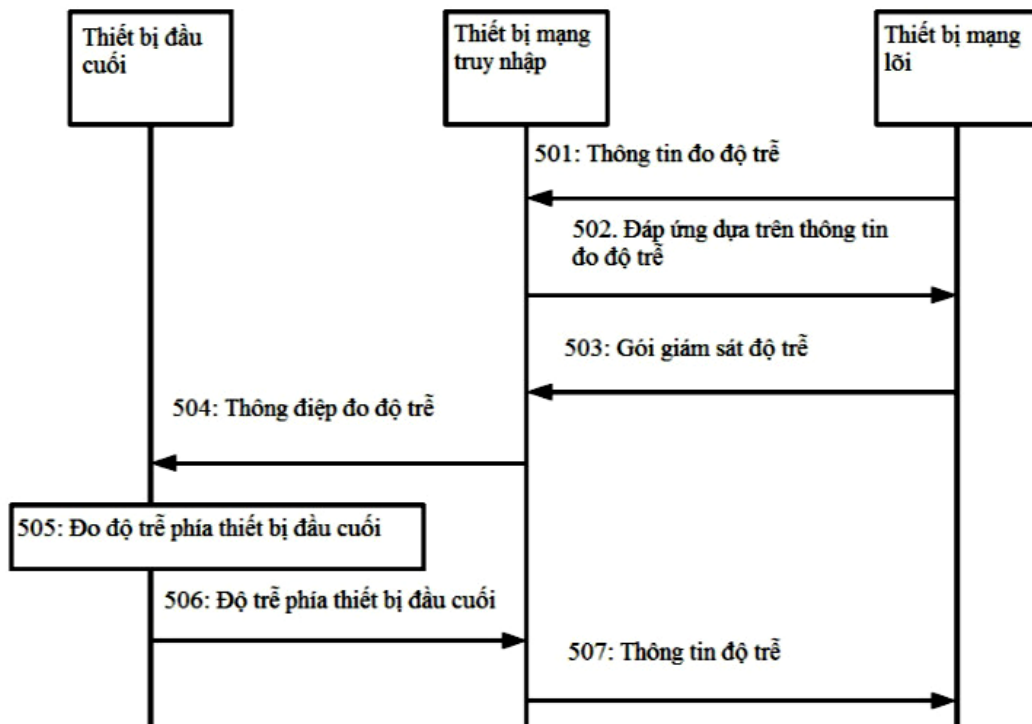 Thiết bị đầu
cuối
Thiết bị mạng
truy nhập
Thiết bị mạng
lõi
501: Thông tin đo độ trễ
502. Đáp ứng dựa trên thông tin
đo độ trễ
503: Gói giám sát độ trễ
504: Thông điệp đo độ trễ
505: Đo độ trễ phía thiết bị đầu cuối
506: Độ trễ phía thiết bị đầu cuối
507: Thông tin độ trễ